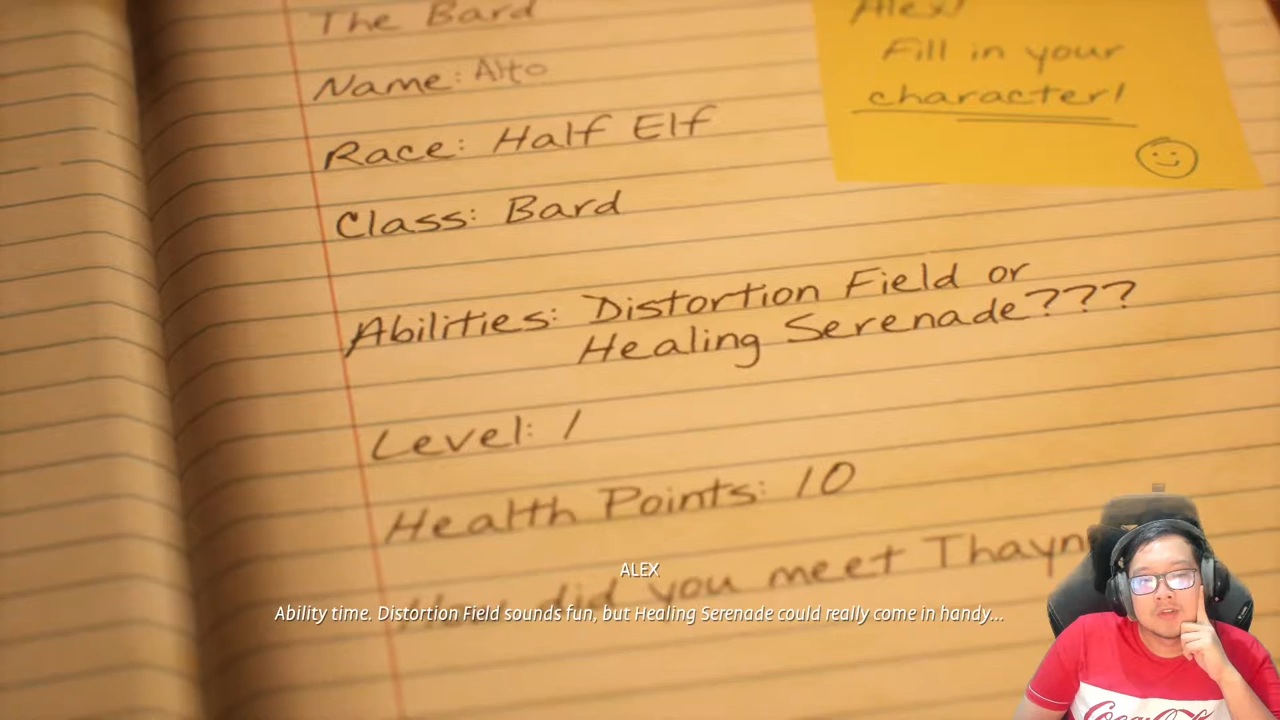 The Bard
Alex!
Fill in your
character!
Name: Alto
Race: Half Elf
Class: Bard
Abilities: Distortion Field or
Healing Serenade???
Level: 1
Health Points: 10
did you meet Thayn
ALEX
Ability time. Distortion Field sounds fun, but Healing Serenade could really come in handy...